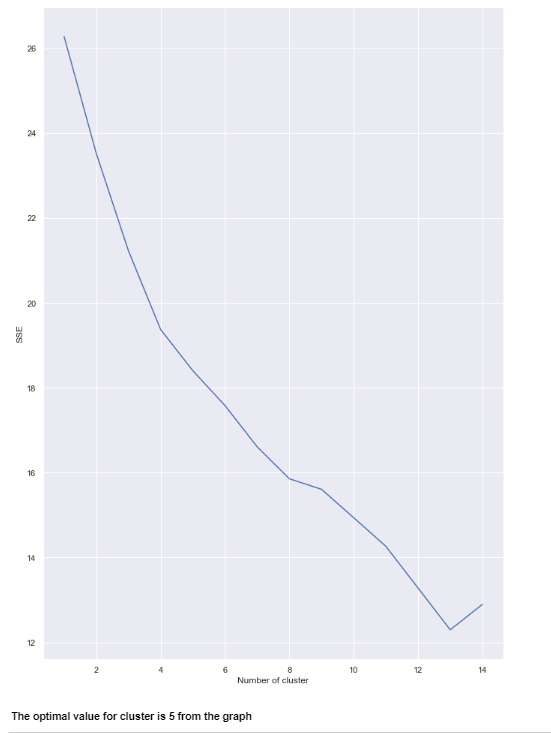 26
24
22
20
18
16
14
12
SSE
2 4 6 8 10 12 14
Number of cluster
The optimal value for cluster is 5 from the graph